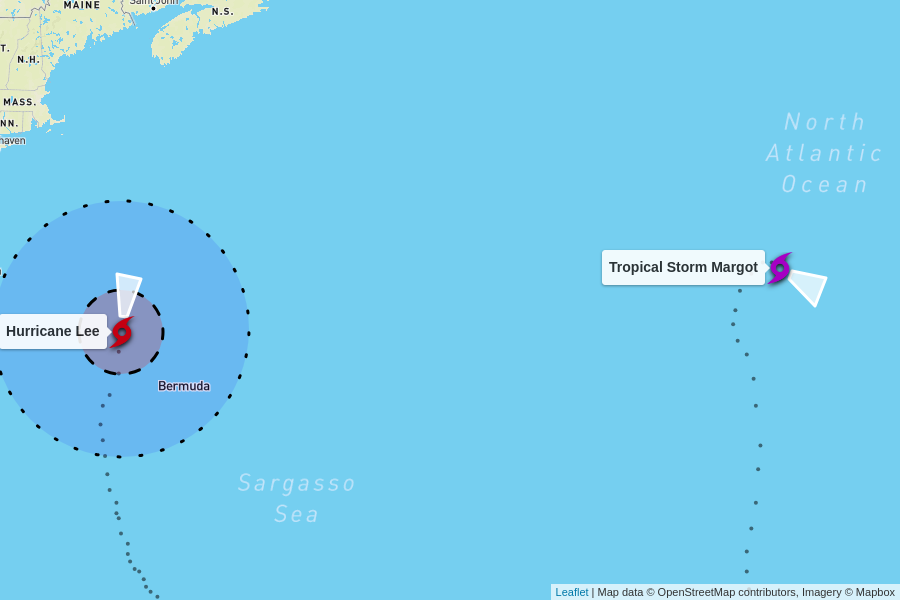 MAINE
Saint John
N.S.
T.
N.H.
MASS.
NN.
haven
North
Atlantic
Ocean
Tropical Storm Margot
Hurricane Lee
Bermuda
Sargasso
Sea
Leaflet | Map data © OpenStreetMap contributors, Imagery © Mapbox